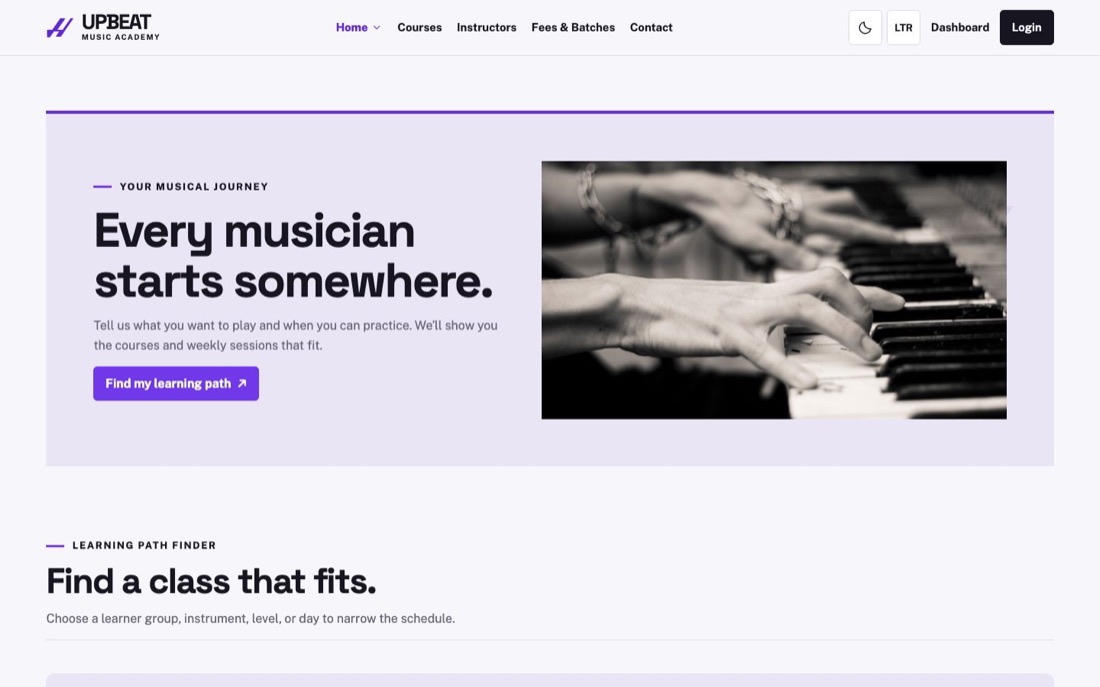 UPBEAT
MUSIC ACADEMY
Home
Courses
Instructors
Fees & Batches
Contact
LTR
Dashboard
Login
YOUR MUSICAL JOURNEY
Every musician
starts somewhere.
Tell us what you want to play and when you can practice. We'll show you
the courses and weekly sessions that fit.
Find my learning path
LEARNING PATH FINDER
Find a class that fits.
Choose a learner group, instrument, level, or day to narrow the schedule.